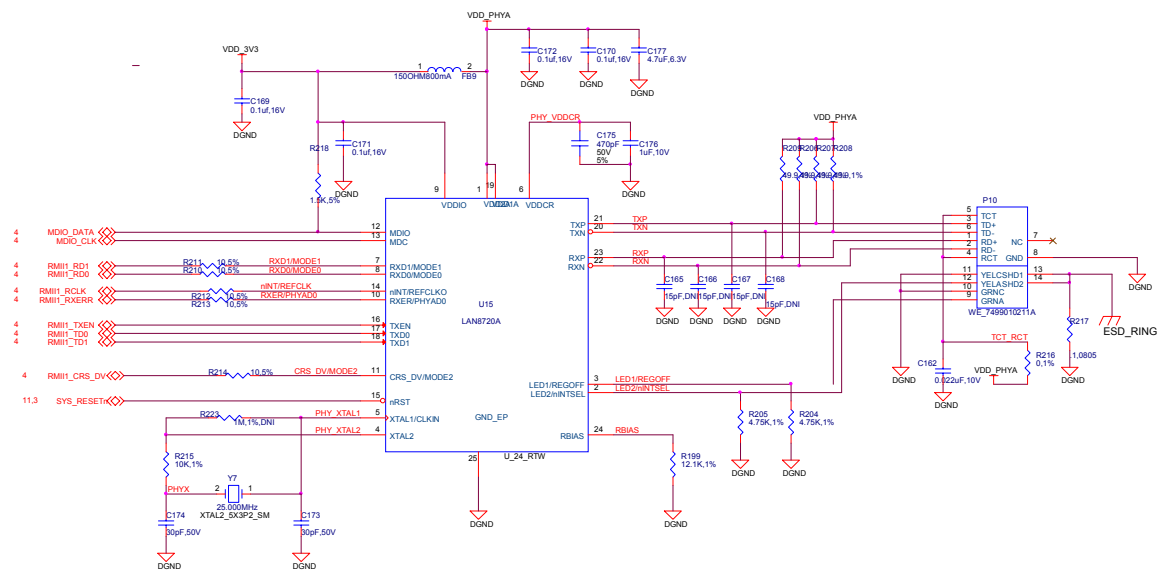 VDD_PHYA
VDD_3V3
1
2
150OHM800mA
FB9
C172
0.1uf,16V
C170
0.1uf,16V
C177
4.7uF,6.3V
DGND
DGND
DGND
C169
0.1uf,16V
DGND
R218
1.5K,5%
C171
0.1uf,16V
DGND
PHY_VDDCR
C175
470pF
50V
5%
C176
1uF,10V
DGND
VDD_PHYA
R209
R206
R207
R208
49.9,1%
9
1
19
6
VDDIO
VDD2A
VDD1A
VDDCR
4
MDIO_DATA
12
MDIO
4
MDIO_CLK
13
MDC
4
RMII1_RD1
R211
10,5%
RXD1/MODE1
7
RXD1/MODE1
4
RMII1_RD0
R210
10,5%
RXD0/MODE0
8
RXD0/MODE0
4
RMII1_RCLK
nINT/REFCLK
14
nINT/REFCLKO
4
RMII1_RXERR
R212
10,5%
R213
10,5%
RXER/PHYAD0
10
RXER/PHYAD0
4
RMII1_TXEN
16
TXEN
4
RMII1_TD0
17
TXD0
4
RMII1_TD1
18
TXD1
4
RMII1_CRS_DV
R214
10,5%
CRS_DV/MODE2
11
CRS_DV/MODE2
11,3
SYS_RESETn
15
nRST
R223
1M,1%,DNI
PHY_XTAL1
5
XTAL1/CLKIN
PHY_XTAL2
4
XTAL2
U15
LAN8720A
GND_EP
U_24_RTW
25
DGND
TXP
21
TXP
TXN
20
TXN
RXP
23
RXP
RXN
22
RXN
C165
15pF,DNI
C166
15pF,DNI
C167
15pF,DNI
C168
15pF,DNI
DGND
DGND
DGND
DGND
LED1/REGOFF
3
LED1/REGOFF
LED2/nINTSEL
2
LED2/nINTSEL
R205
4.75K,1%
R204
4.75K,1%
DGND
DGND
RBIAS
24
RBIAS
R199
12.1K,1%
DGND
R215
10K,1%
PHYX
Y7
2
1
25.000MHz
XTAL2_5X3P2_SM
C174
30pF,50V
C173
30pF,50V
DGND
DGND
P10
5
TCT
3
TD+
6
TD-
1
RD+
2
RD-
4
RCT
NC
7
GND
8
11
YELCSHD1
13
12
YELASHD2
14
10
GRNC
9
GRNA
WE_7499010211A
DGND
ESD_RING
R217
DGND
TCT_RCT
R216
0,1%
VDD_PHYA
C162
0.022uF,10V
DGND
DGND